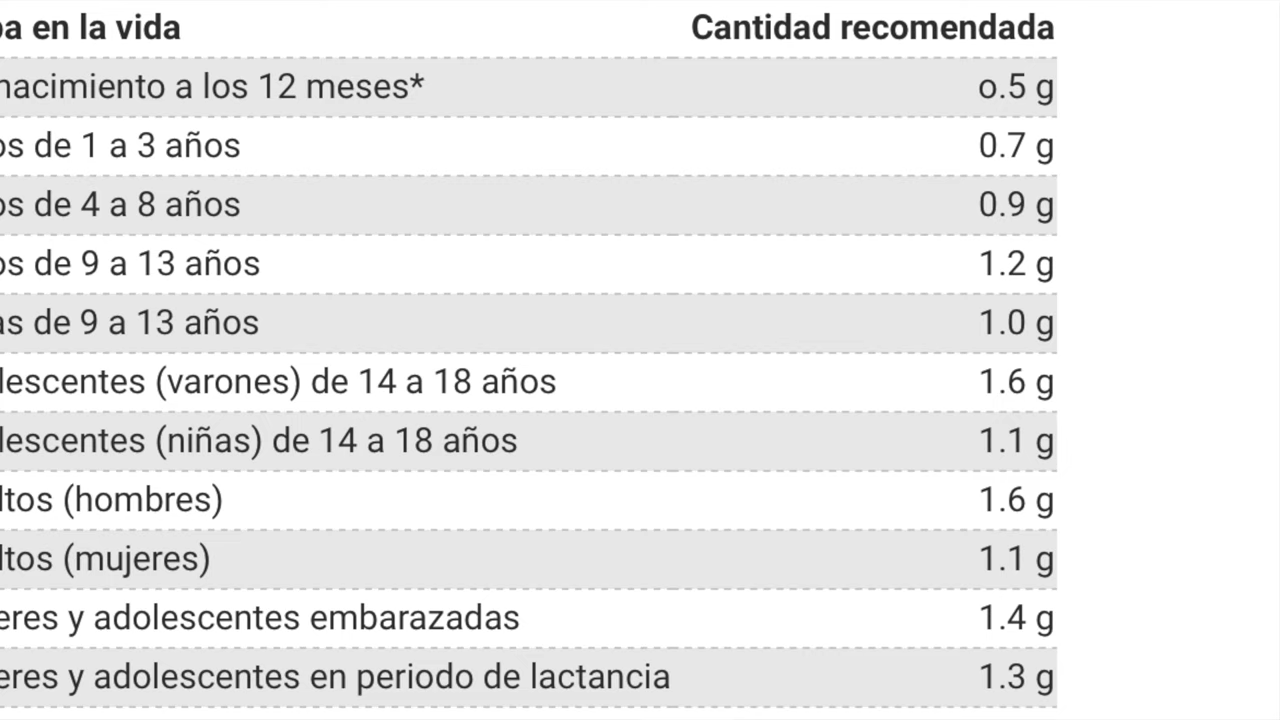 pa en la vida Cantidad recomendada
nacimiento a los 12 meses* o.5 g
os de 1 a 3 años 0.7 g
os de 4 a 8 años 0.9 g
os de 9 a 13 años 1.2 g
as de 9 a 13 años 1.0 g
lescentes (varones) de 14 a 18 años 1.6 g
lescentes (niñas) de 14 a 18 años 1.1 g
ltos (hombres) 1.6 g
ltos (mujeres) 1.1 g
eres y adolescentes embarazadas 1.4 g
eres y adolescentes en periodo de lactancia 1.3 g